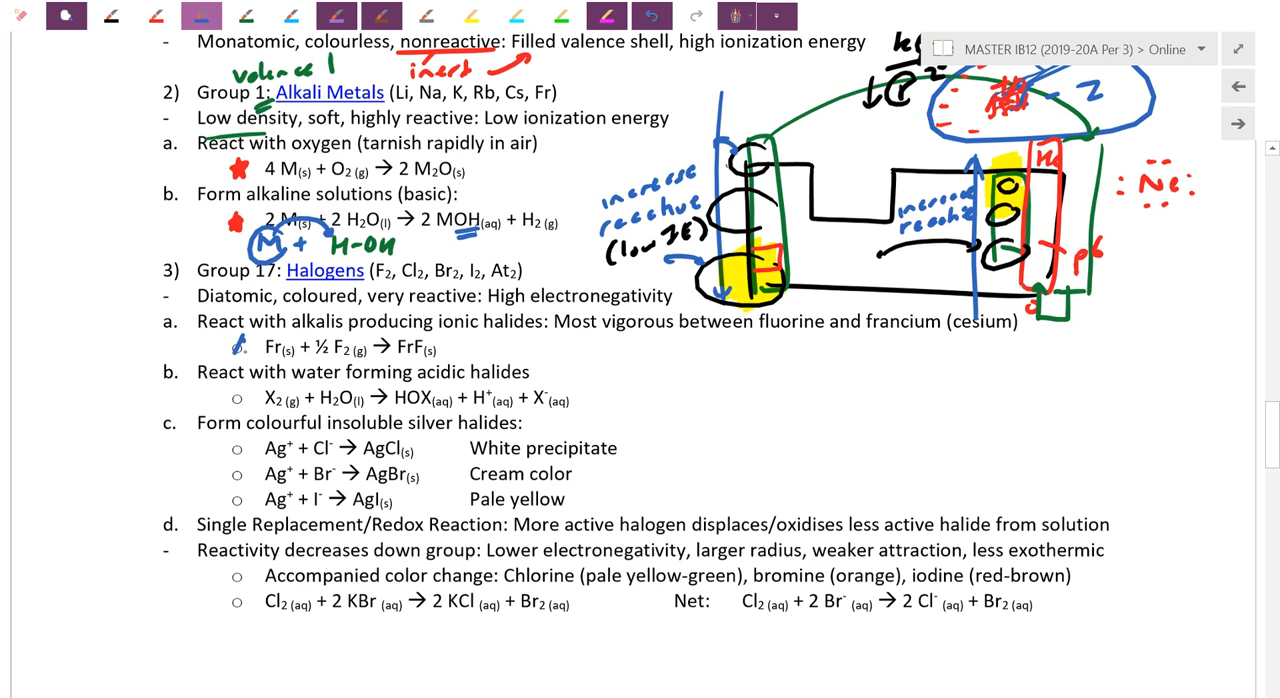 - Monatomic, colourless, nonreactive: Filled valence shell, high ionization energy
MASTER IB12 (2019-20A Per 3) > Online
valence 1
inert
2) Group 1: Alkali Metals (Li, Na, K, Rb, Cs, Fr)
- Low density, soft, highly reactive: Low ionization energy
a. React with oxygen (tarnish rapidly in air)
4 M(s) + O2 (g) → 2 M2O(s)
b. Form alkaline solutions (basic):
2 M(s) + 2 H2O(l) → 2 MOH(aq) + H2 (g)
M + H-OH
increase
(low IE)
increase
He
p6
Z
:Ne:
3) Group 17: Halogens (F2, Cl2, Br2, I2, At2)
- Diatomic, coloured, very reactive: High electronegativity
a. React with alkalis producing ionic halides: Most vigorous between fluorine and francium (cesium)
Fr(s) + ½ F2 (g) → FrF(s)
b. React with water forming acidic halides
○ X2 (g) + H2O(l) → HOX(aq) + H+(aq) + X-(aq)
c. Form colourful insoluble silver halides:
○ Ag+ + Cl- → AgCl(s) White precipitate
○ Ag+ + Br- → AgBr(s) Cream color
○ Ag+ + I- → AgI(s) Pale yellow
d. Single Replacement/Redox Reaction: More active halogen displaces/oxidises less active halide from solution
- Reactivity decreases down group: Lower electronegativity, larger radius, weaker attraction, less exothermic
○ Accompanied color change: Chlorine (pale yellow-green), bromine (orange), iodine (red-brown)
○ Cl2 (aq) + 2 KBr (aq) → 2 KCl (aq) + Br2 (aq) Net: Cl2 (aq) + 2 Br- (aq) → 2 Cl- (aq) + Br2 (aq)